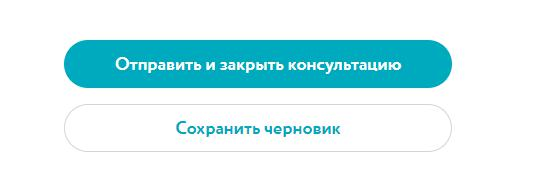 Отправить и закрыть консультацию
Сохранить черновик